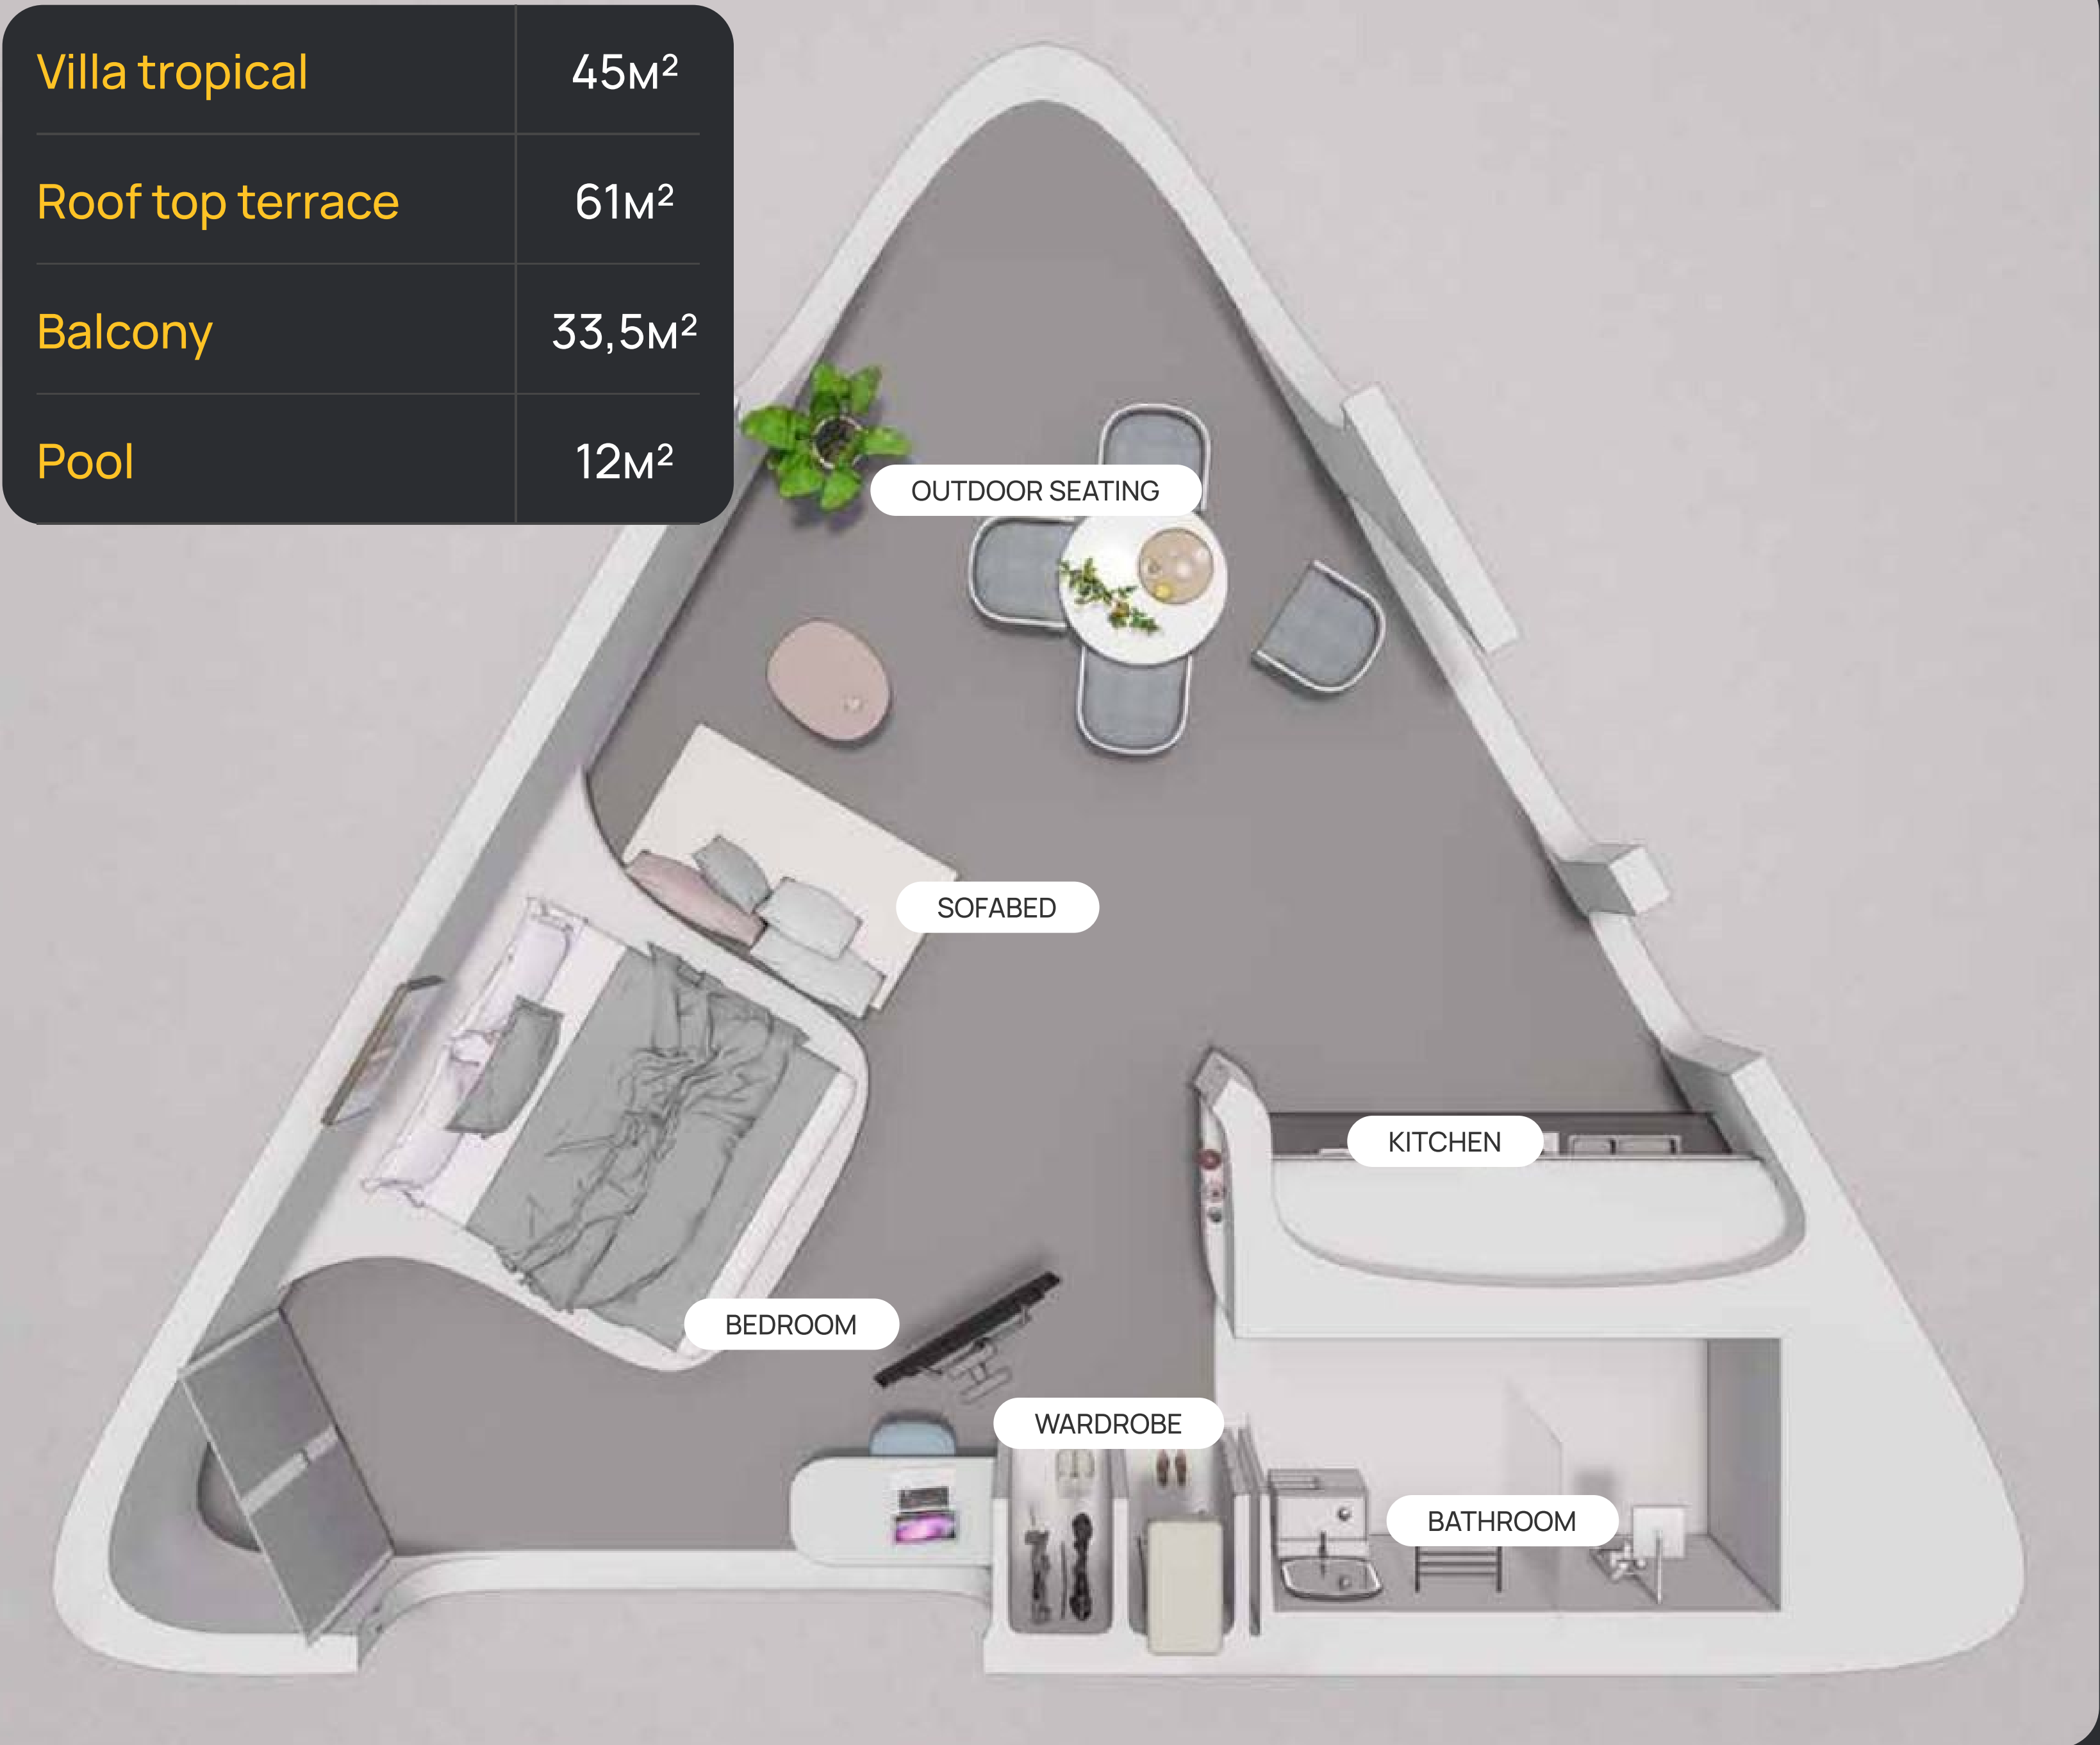 Villa tropical 45м²
Roof top terrace 61м²
Balcony 33,5м²
Pool 12м²
OUTDOOR SEATING
SOFABED
KITCHEN
BEDROOM
WARDROBE
BATHROOM